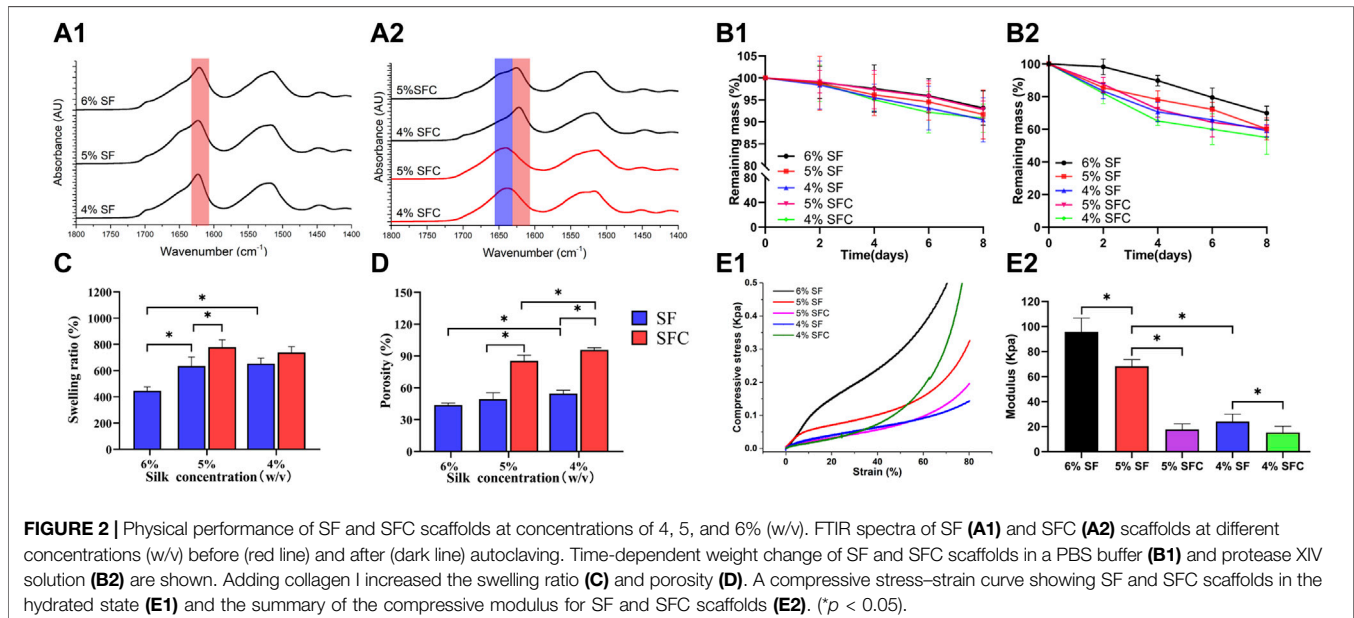 A1
A2
B1
B2
Absorbance (AU)
6% SF
5% SF
4% SF
1800 1700 1600 1500 1400
Wavenumber (cm-1)
Absorbance (AU)
5%SFC
4% SFC
5% SFC
4% SFC
1800 1750 1700 1650 1600 1550 1500 1450 1400
Wavenumber (cm-1)
Remaining mass (%)
105
100
95
90
85
80
80
40
0
6% SF
5% SF
4% SF
5% SFC
4% SFC
0 2 4 6 8
Time(days)
Remaining mass (%)
100
80
60
40
20
0
6% SF
5% SF
4% SF
5% SFC
4% SFC
0 2 4 6 8
Time(days)
C
D
E1
E2
Swelling ratio (%)
1200
1000
800
600
400
200
0
* * *
6% 5% 4%
Silk concentration (w/v)
Porosity (%)
150
120
90
60
30
0
* * * *
6% 5% 4%
Silk concentration (w/v)
SF
SFC
Compressive stress (Kpa)
0.5
0.4
0.3
0.2
0.1
0.0
6% SF
5% SF
5% SFC
4% SF
4% SFC
0 20 40 60 80
Strain (%)
Modulus (Kpa)
120
100
80
60
40
20
0
* * * *
6% SF 5% SF 5% SFC 4% SF 4% SFC
FIGURE 2 | Physical performance of SF and SFC scaffolds at concentrations of 4, 5, and 6% (w/v). FTIR spectra of SF (A1) and SFC (A2) scaffolds at different
concentrations (w/v) before (red line) and after (dark line) autoclaving. Time-dependent weight change of SF and SFC scaffolds in a PBS buffer (B1) and protease XIV
solution (B2) are shown. Adding collagen I increased the swelling ratio (C) and porosity (D). A compressive stress–strain curve showing SF and SFC scaffolds in the
hydrated state (E1) and the summary of the compressive modulus for SF and SFC scaffolds (E2). (*p < 0.05).